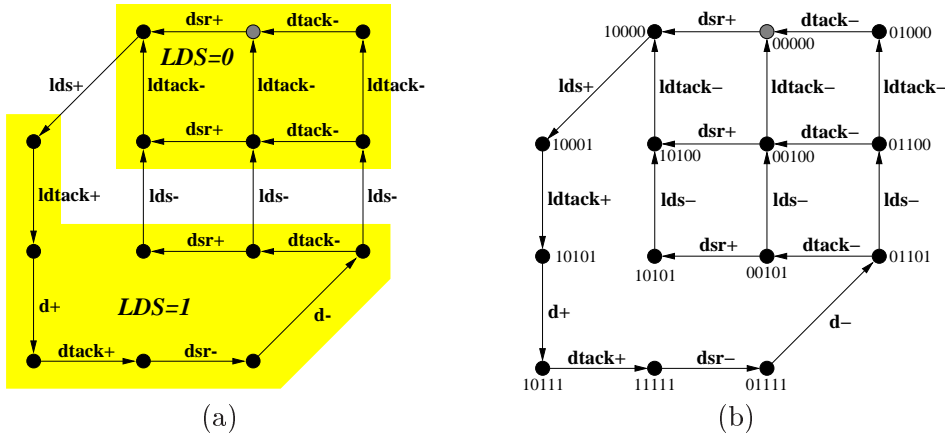 dsr+ dtack-
LDS=0
lds+
ldtack- ldtack- ldtack-
dsr+ dtack-
ldtack+
lds- lds- lds-
dsr+ dtack-
d+
LDS=1
d-
dtack+ dsr-
(a)
dsr+ dtack−
10000 00000 01000
lds+
ldtack− ldtack− ldtack−
dsr+ dtack−
10001 10100 00100 01100
ldtack+
lds− lds− lds−
dsr+ dtack−
10101 10101 00101 01101
d+
d−
dtack+ dsr−
10111 11111 01111
(b)